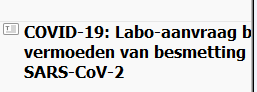 COVID-19: Labo-aanvraag b
vermoeden van besmetting
SARS-CoV-2